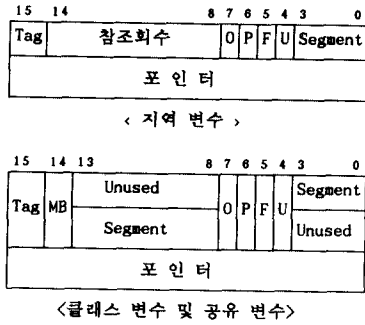 15 14 8 7 6 5 4 3 0
Tag 참조회수 O P F U Segment
포 인 터
< 지역 변수 >
15 14 13 8 7 6 5 4 3 0
Unused Segment
Tag MB O P F U
Segment Unused
포 인 터
<클래스 변수 및 공유 변수>